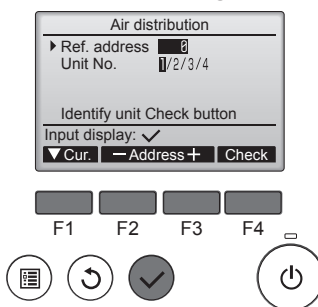 Air distribution
Ref. address 0
Unit No. 1/2/3/4
Identify unit Check button
Input display: ✓
▼Cur. −Address+ Check
F1 F2 F3 F4